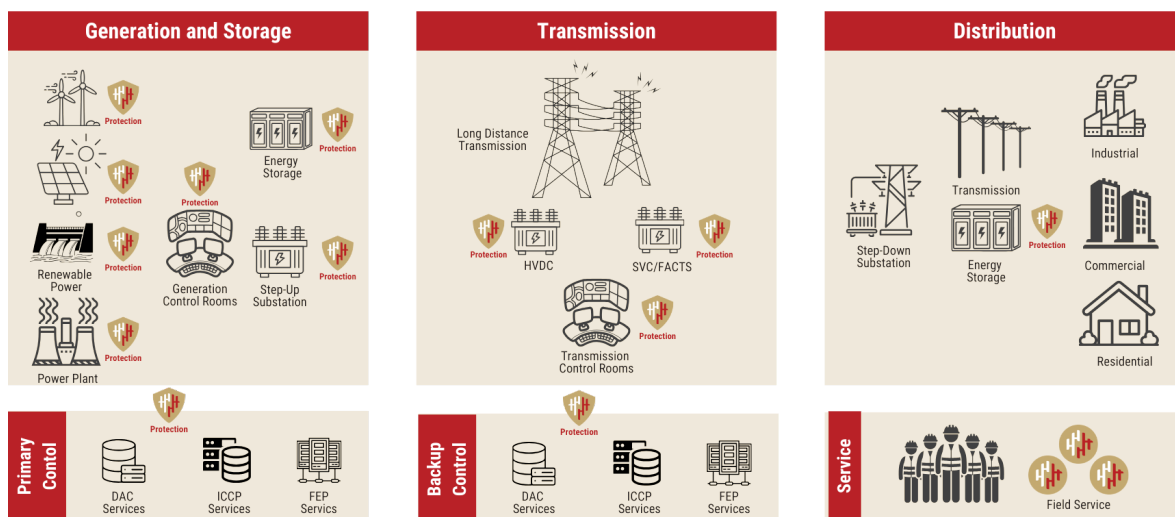 Generation and Storage
Protection
Protection
Energy
Storage
Protection
Protection
Protection
Renewable
Power
Generation
Control Rooms
Step-Up
Substation
Protection
Protection
Power Plant
Transmission
Long Distance
Transmission
Protection
HVDC
SVC/FACTS
Protection
Protection
Transmission
Control Rooms
Distribution
Industrial
Transmission
Step-Down
Substation
Energy
Storage
Protection
Commercial
Residential
Primary
Contol
Protection
DAC
Services
ICCP
Services
FEP
Servics
Backup
Control
Protection
DAC
Services
ICCP
Services
FEP
Services
Service
Field Service